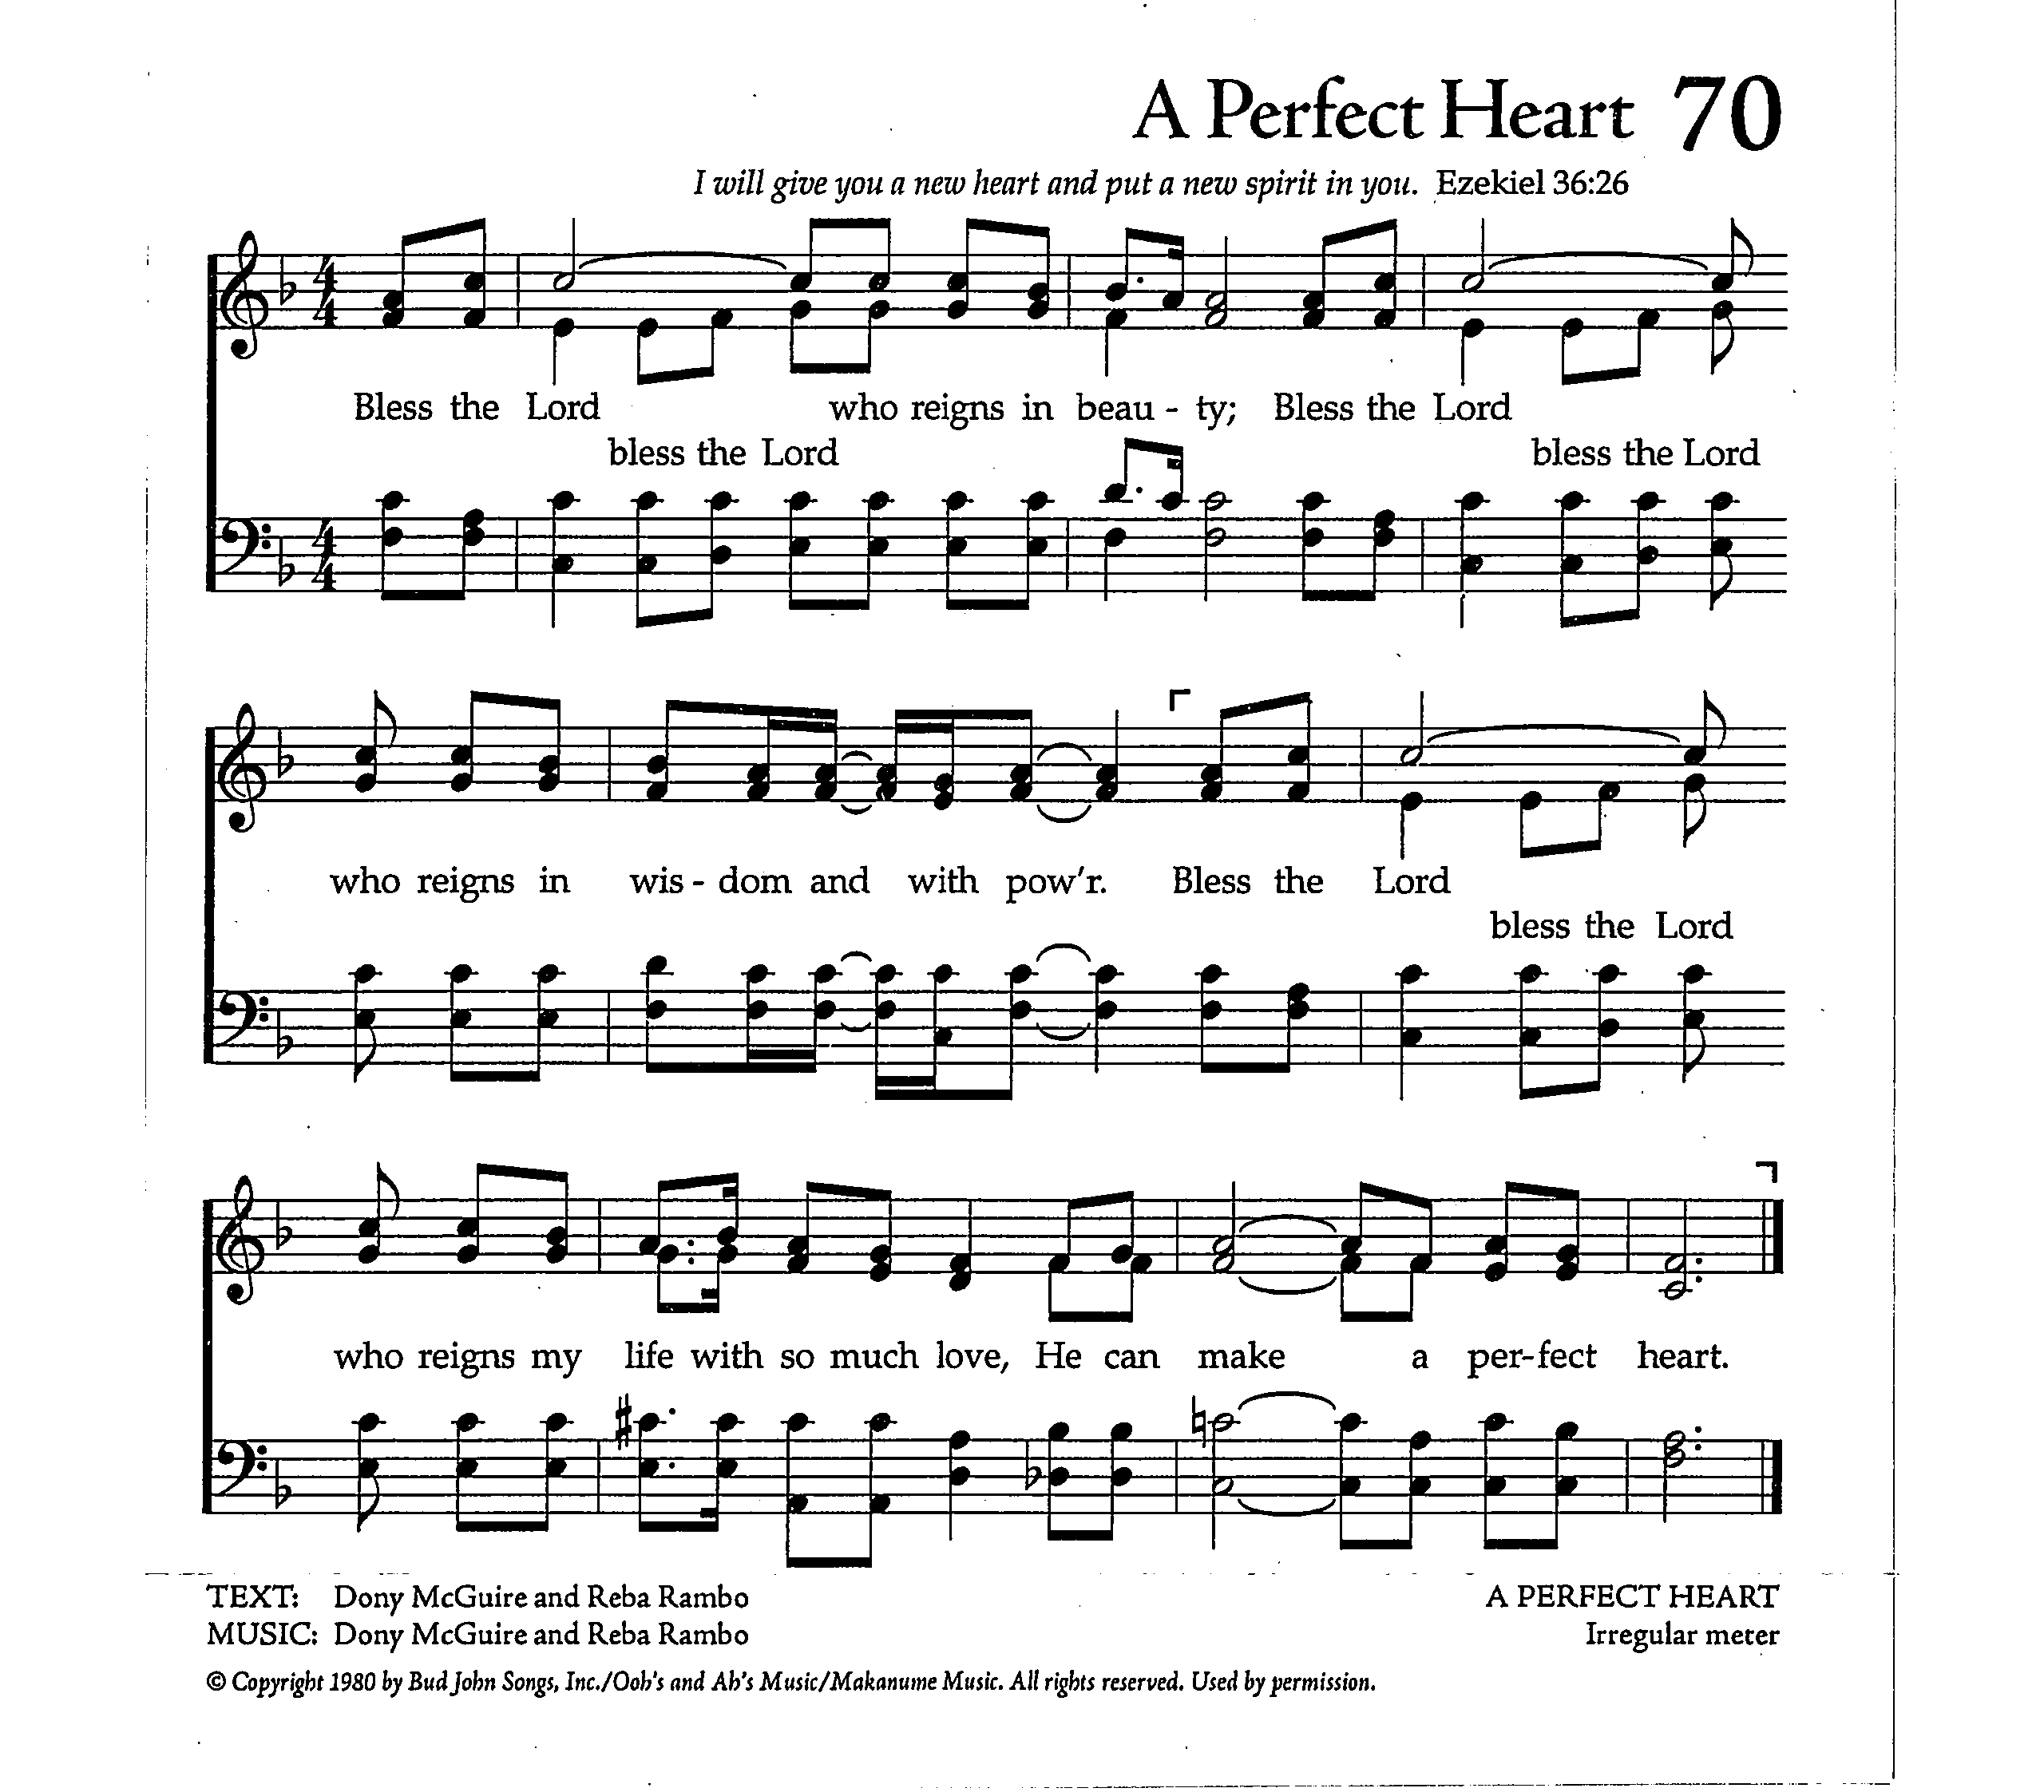 A Perfect Heart 70
I will give you a new heart and put a new spirit in you. Ezekiel 36:26
Bless the Lord who reigns in beau - ty; Bless the Lord
bless the Lord bless the Lord
who reigns in wis - dom and with pow'r. Bless the Lord
bless the Lord
who reigns my life with so much love, He can make a per-fect heart.
TEXT: Dony McGuire and Reba Rambo
A PERFECT HEART
MUSIC: Dony McGuire and Reba Rambo
Irregular meter
© Copyright 1980 by Bud John Songs, Inc./Ooh's and Ah's Music/Makanume Music. All rights reserved. Used by permission.